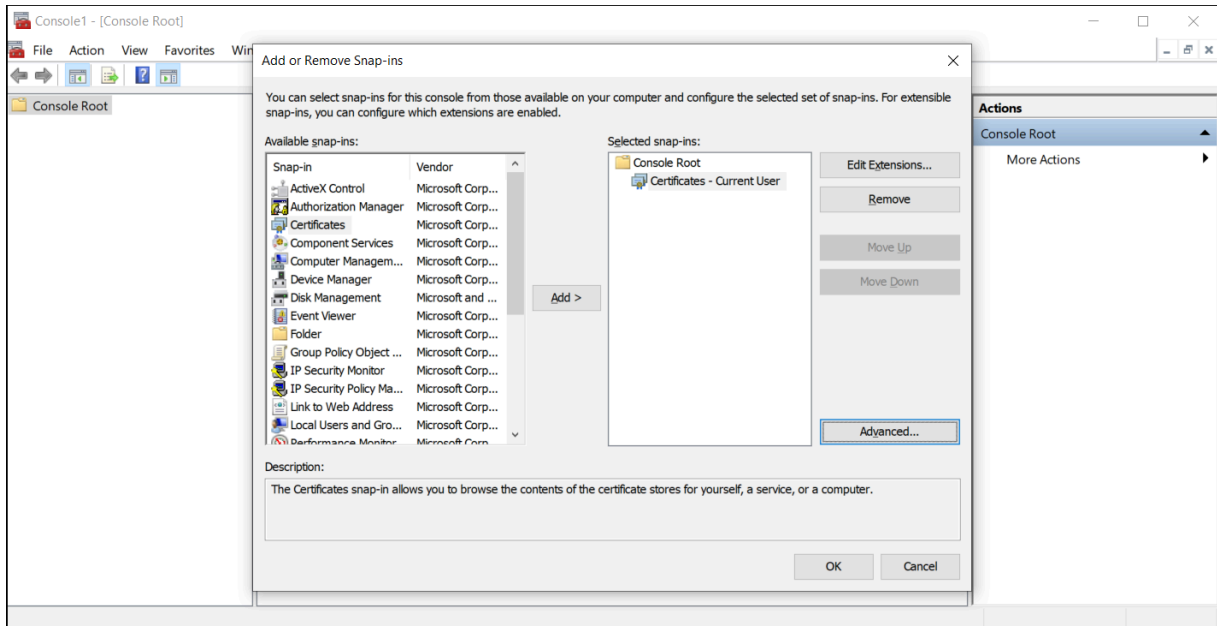 Console1 - [Console Root]
File Action View Favorites Win
Add or Remove Snap-ins
You can select snap-ins for this console from those available on your computer and configure the selected set of snap-ins. For extensible
snap-ins, you can configure which extensions are enabled.
Available snap-ins:
Snap-in Vendor
ActiveX Control Microsoft Corp...
Authorization Manager Microsoft Corp...
Certificates Microsoft Corp...
Component Services Microsoft Corp...
Computer Managem... Microsoft Corp...
Device Manager Microsoft Corp...
Disk Management Microsoft and ...
Event Viewer Microsoft Corp...
Folder Microsoft Corp...
Group Policy Object ... Microsoft Corp...
IP Security Monitor Microsoft Corp...
IP Security Policy Ma... Microsoft Corp...
Link to Web Address Microsoft Corp...
Local Users and Gro... Microsoft Corp...
Performance Monitor Microsoft Corp
Add >
Selected snap-ins:
Console Root
Certificates - Current User
Edit Extensions...
Remove
Move Up
Move Down
Advanced...
Description:
The Certificates snap-in allows you to browse the contents of the certificate stores for yourself, a service, or a computer.
OK Cancel
Console Root
Actions
Console Root
More Actions